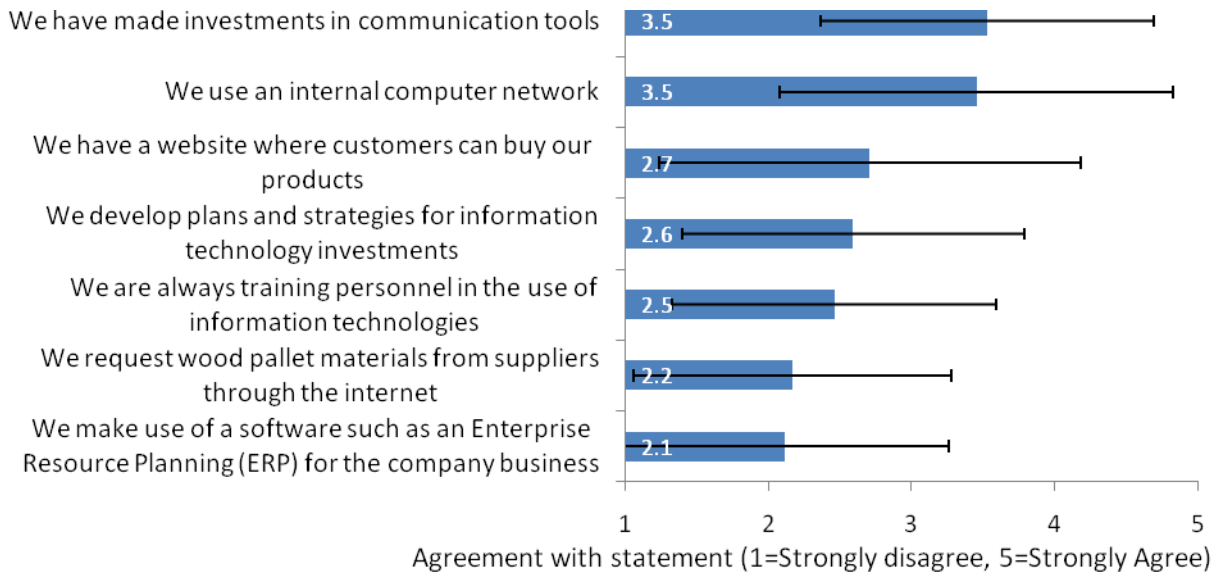 We have made investments in communication tools
3.5
We use an internal computer network
3.5
We have a website where customers can buy our
products
2.7
We develop plans and strategies for information
technology investments
2.6
We are always training personnel in the use of
information technologies
2.5
We request wood pallet materials from suppliers
through the internet
2.2
We make use of a software such as an Enterprise
Resource Planning (ERP) for the company business
2.1
1 2 3 4 5
Agreement with statement (1=Strongly disagree, 5=Strongly Agree)